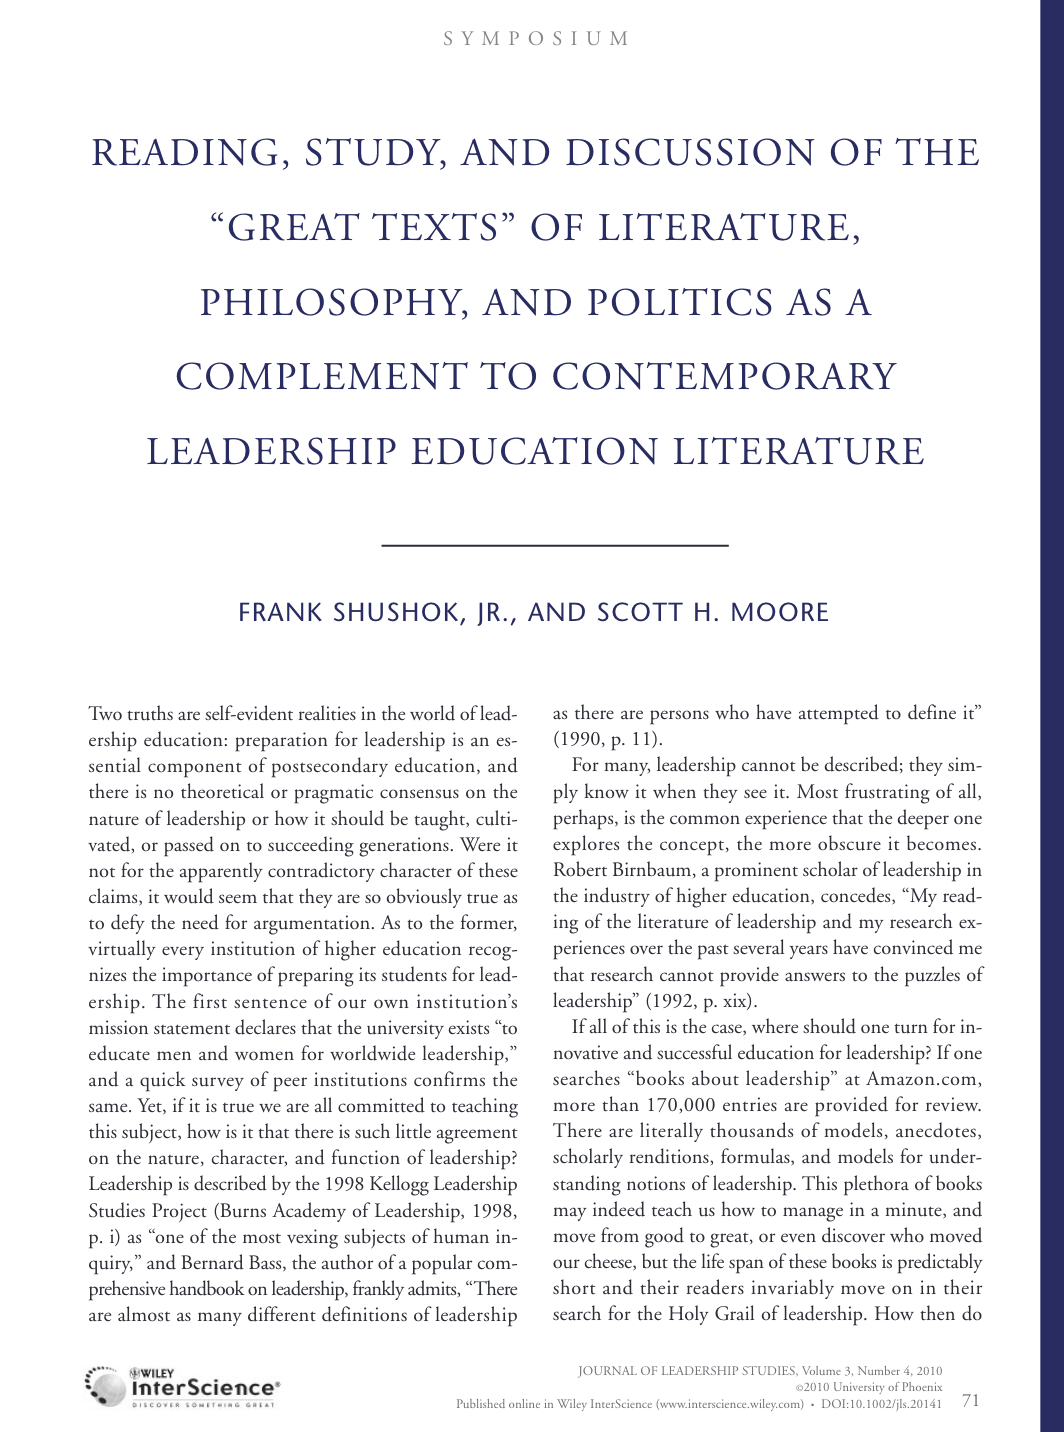 SYMPOSIUM
READING, STUDY, AND DISCUSSION OF THE
“GREAT TEXTS” OF LITERATURE,
PHILOSOPHY, AND POLITICS AS A
COMPLEMENT TO CONTEMPORARY
LEADERSHIP EDUCATION LITERATURE
FRANK SHUSHOK, JR., AND SCOTT H. MOORE
Two truths are self-evident realities in the world of lead-
ership education: preparation for leadership is an es-
sential component of postsecondary education, and
there is no theoretical or pragmatic consensus on the
nature of leadership or how it should be taught, culti-
vated, or passed on to succeeding generations. Were it
not for the apparently contradictory character of these
claims, it would seem that they are so obviously true as
to defy the need for argumentation. As to the former,
virtually every institution of higher education recog-
nizes the importance of preparing its students for lead-
ership. The first sentence of our own institution’s
mission statement declares that the university exists “to
educate men and women for worldwide leadership,”
and a quick survey of peer institutions confirms the
same. Yet, if it is true we are all committed to teaching
this subject, how is it that there is such little agreement
on the nature, character, and function of leadership?
Leadership is described by the 1998 Kellogg Leadership
Studies Project (Burns Academy of Leadership, 1998,
p. i) as “one of the most vexing subjects of human in-
quiry,” and Bernard Bass, the author of a popular com-
prehensive handbook on leadership, frankly admits, “There
are almost as many different definitions of leadership
as there are persons who have attempted to define it”
(1990, p. 11).
For many, leadership cannot be described; they sim-
ply know it when they see it. Most frustrating of all,
perhaps, is the common experience that the deeper one
explores the concept, the more obscure it becomes.
Robert Birnbaum, a prominent scholar of leadership in
the industry of higher education, concedes, “My read-
ing of the literature of leadership and my research ex-
periences over the past several years have convinced me
that research cannot provide answers to the puzzles of
leadership” (1992, p. xix).
If all of this is the case, where should one turn for in-
novative and successful education for leadership? If one
searches “books about leadership” at Amazon.com,
more than 170,000 entries are provided for review.
There are literally thousands of models, anecdotes,
scholarly renditions, formulas, and models for under-
standing notions of leadership. This plethora of books
may indeed teach us how to manage in a minute, and
move from good to great, or even discover who moved
our cheese, but the life span of these books is predictably
short and their readers invariably move on in their
search for the Holy Grail of leadership. How then do
WILEY
InterScience®
DISCOVER SOMETHING GREAT
JOURNAL OF LEADERSHIP STUDIES, Volume 3, Number 4, 2010
©2010 University of Phoenix
Published online in Wiley InterScience (www.interscience.wiley.com) • DOI:10.1002/jls.20141 71